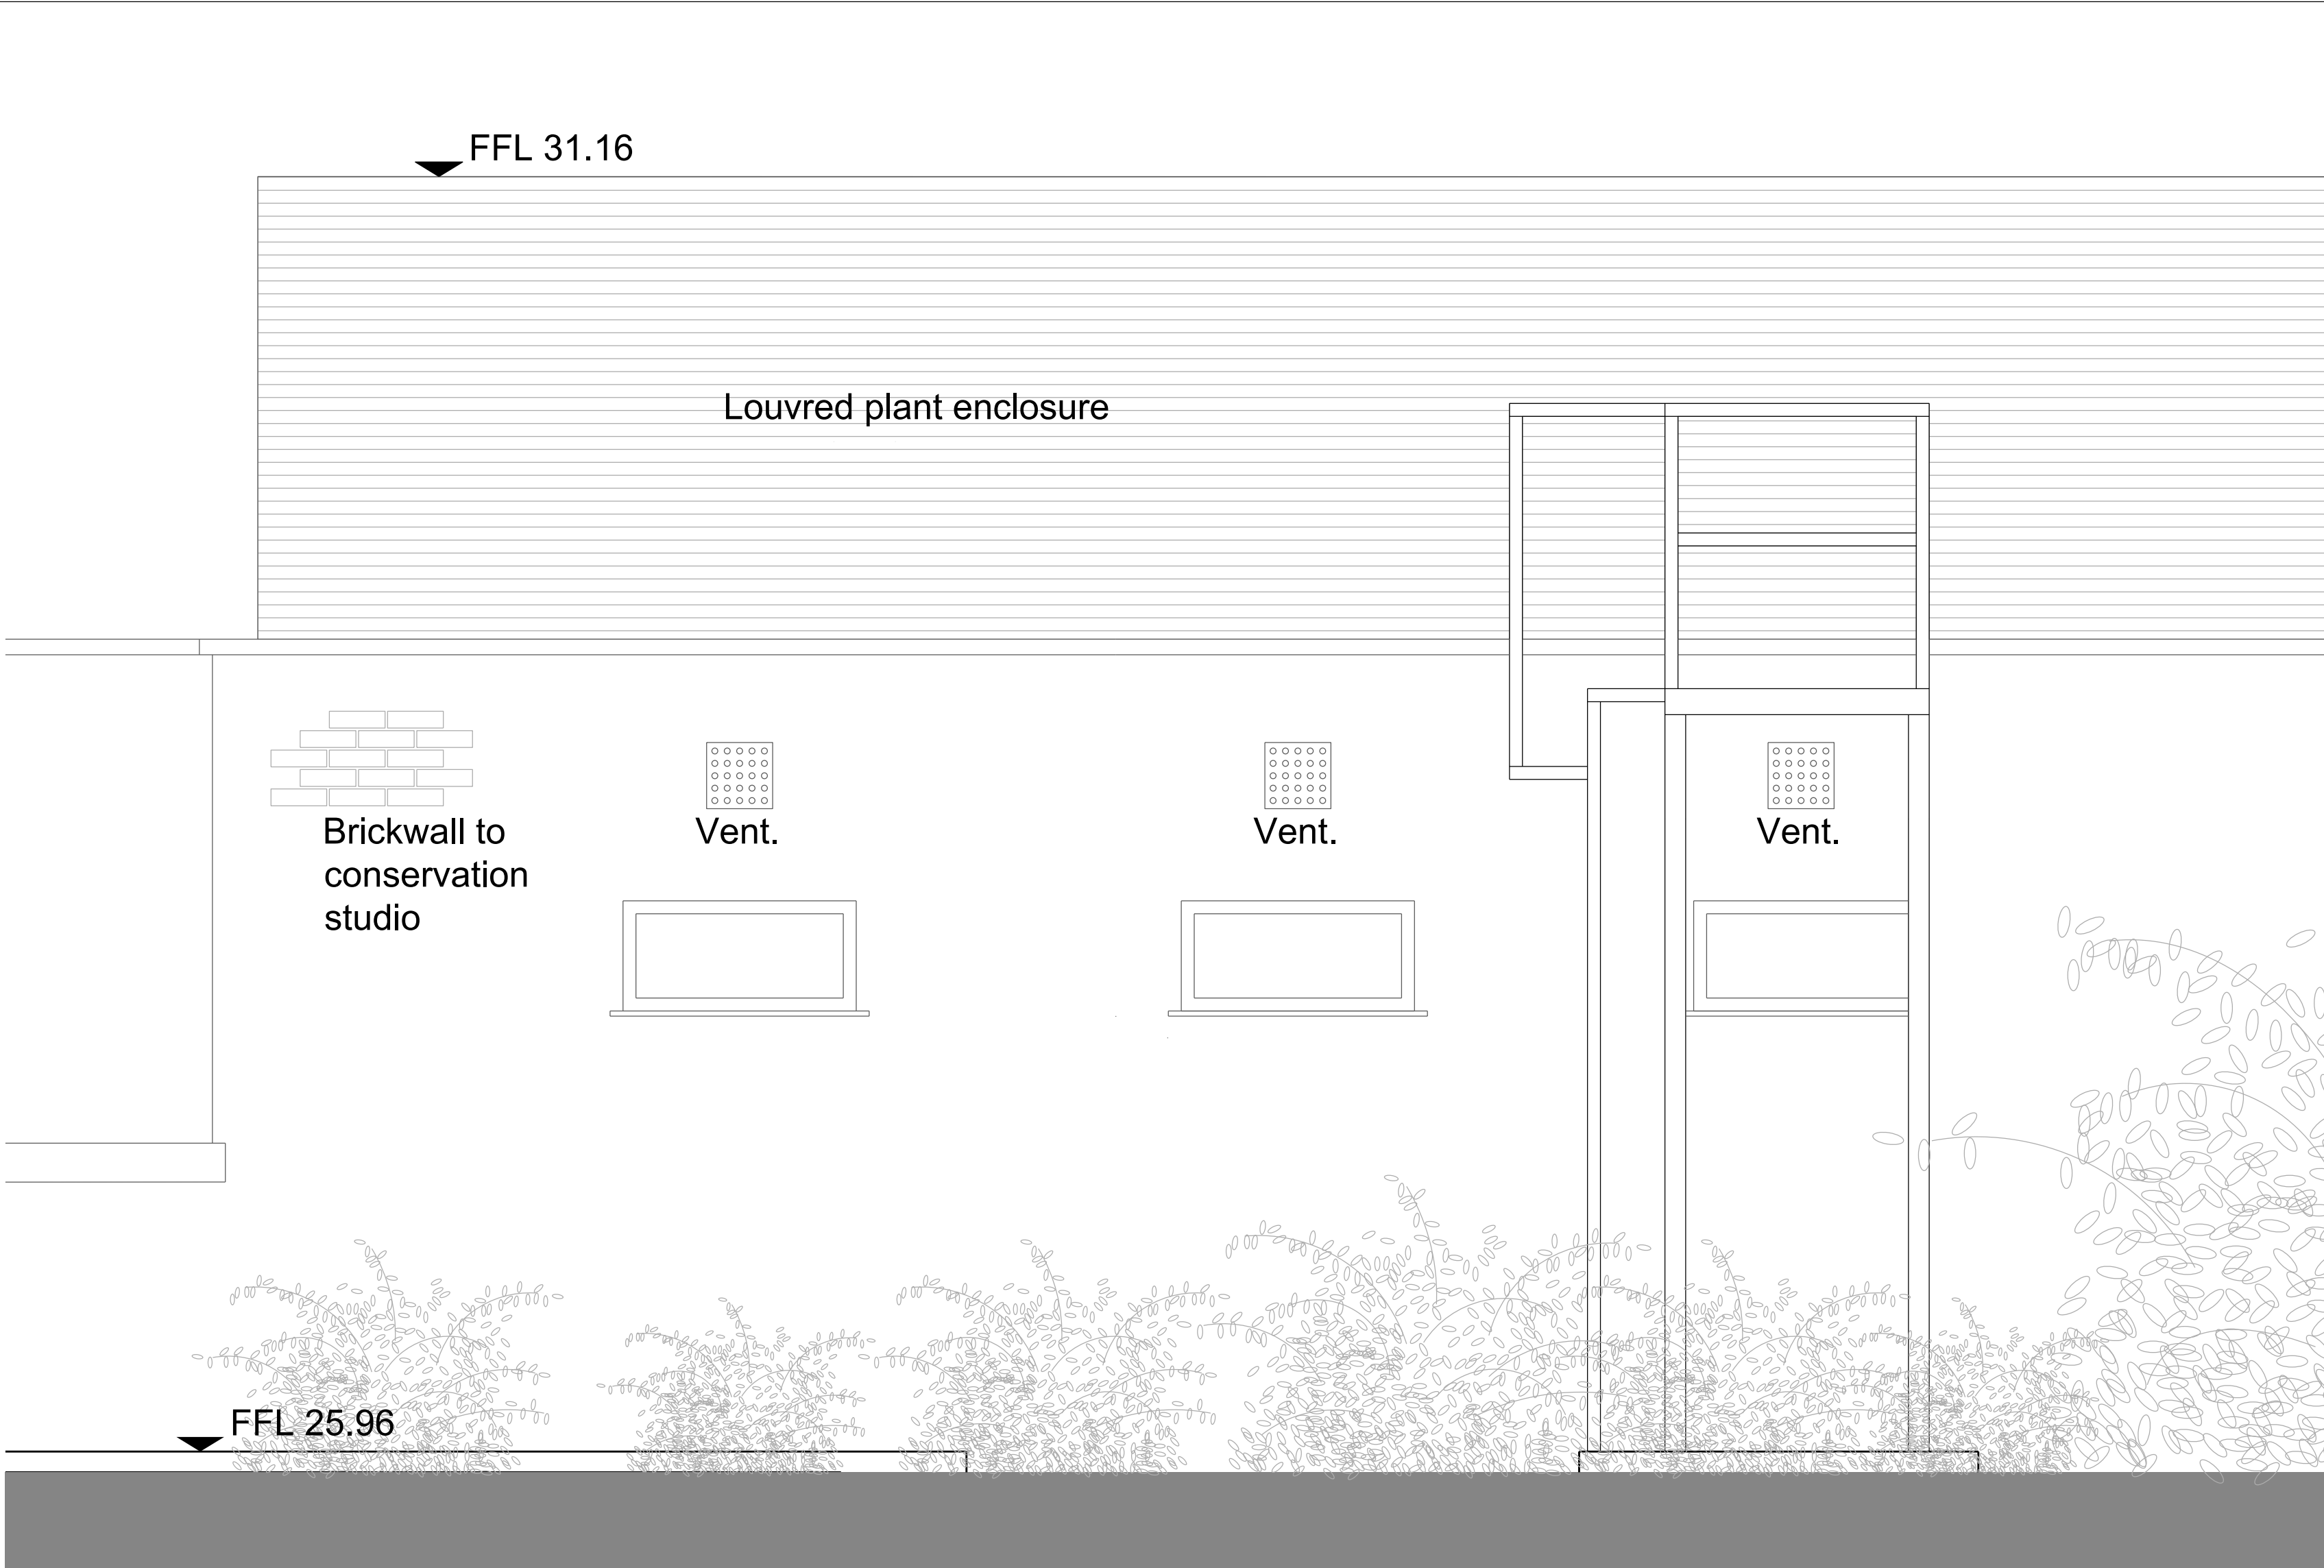 FFL 31.16
Louvred plant enclosure
Brickwall to
conservation
studio
Vent.
Vent.
Vent.
FFL 25.96